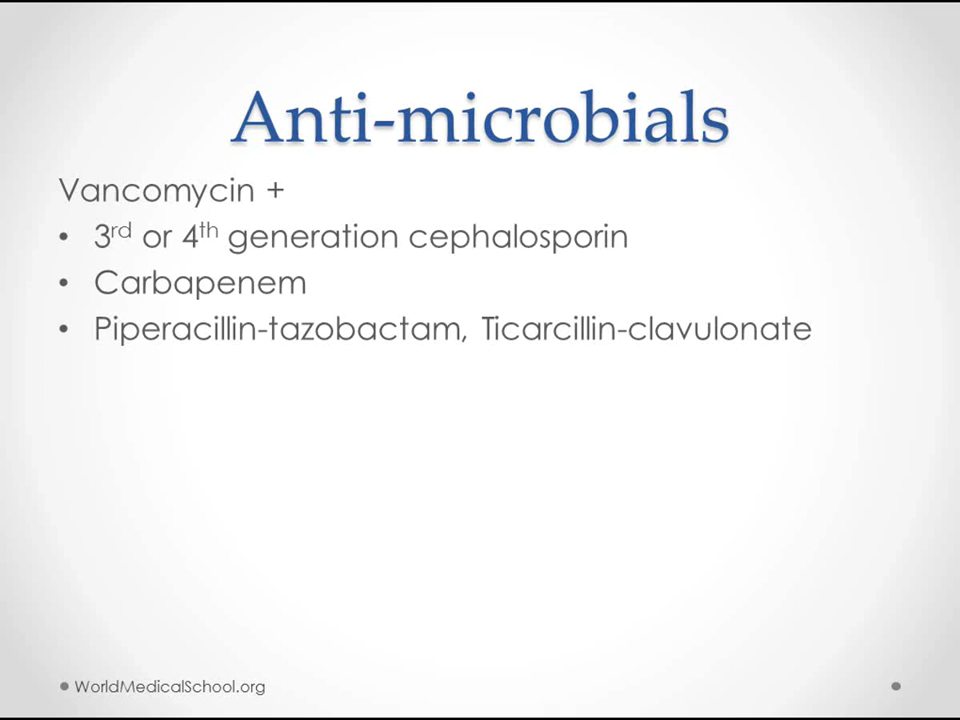 Anti-microbials
Vancomycin +
• 3rd or 4th generation cephalosporin
• Carbapenem
• Piperacillin-tazobactam, Ticarcillin-clavulonate
WorldMedicalSchool.org